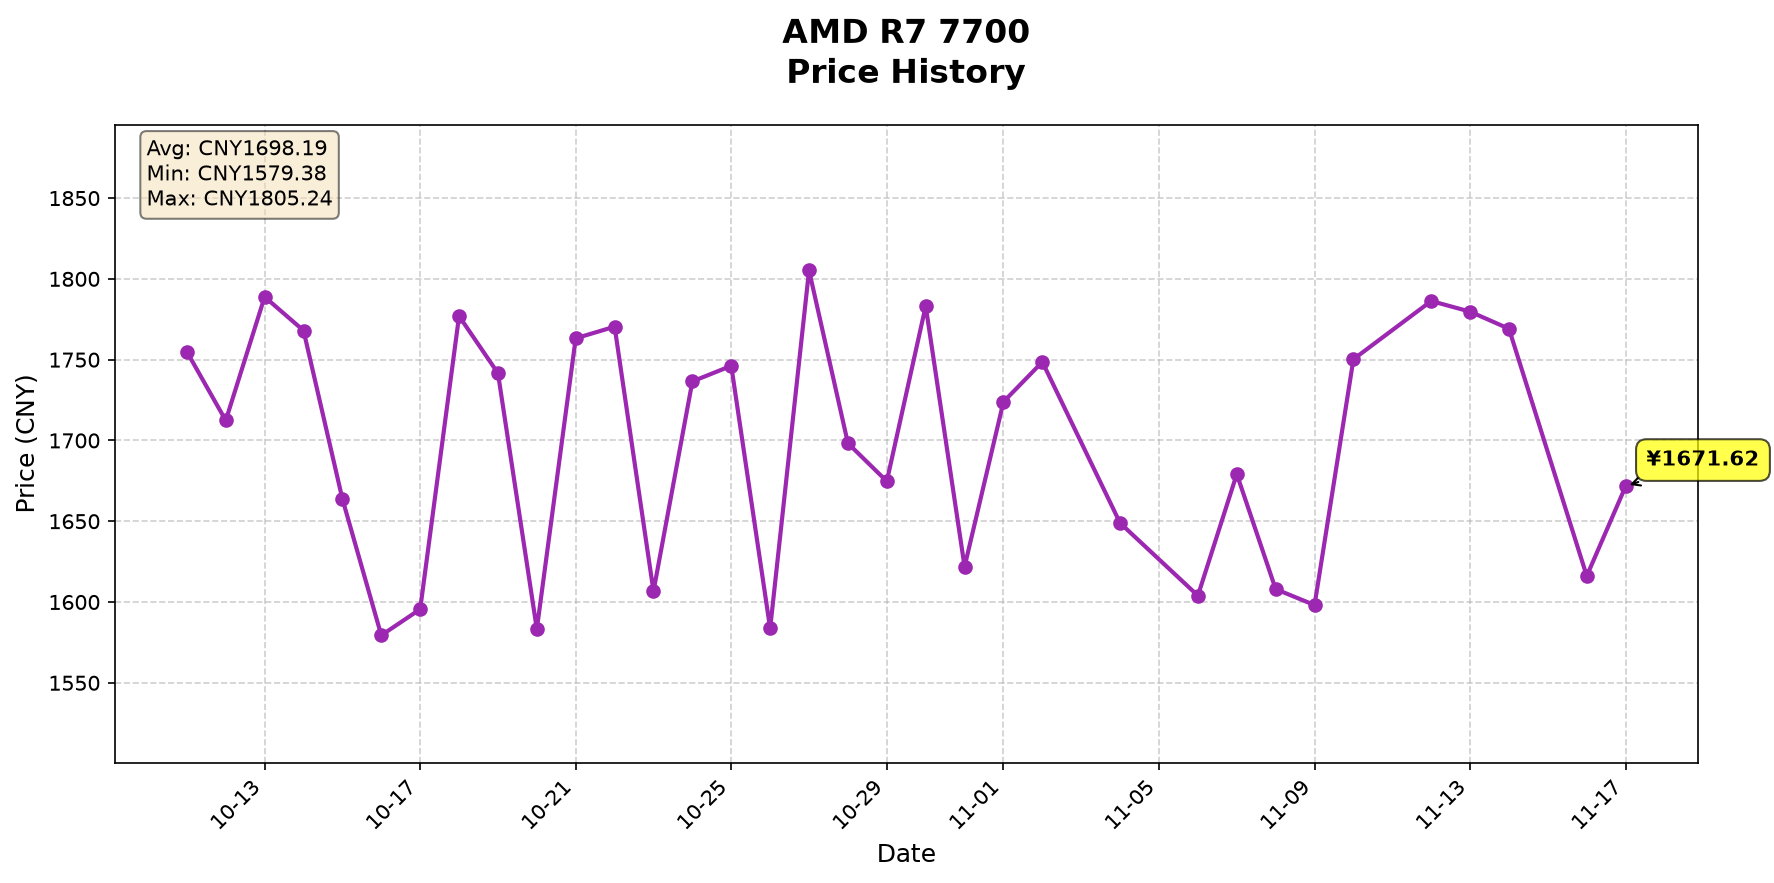 AMD R7 7700
Price History
Avg: CNY1698.19
Min: CNY1579.38
Max: CNY1805.24
1850
1800
1750
1700
1650
1600
1550
Price (CNY)
¥1671.62
10-13
10-17
10-21
10-25
10-29
11-01
11-05
11-09
11-13
11-17
Date